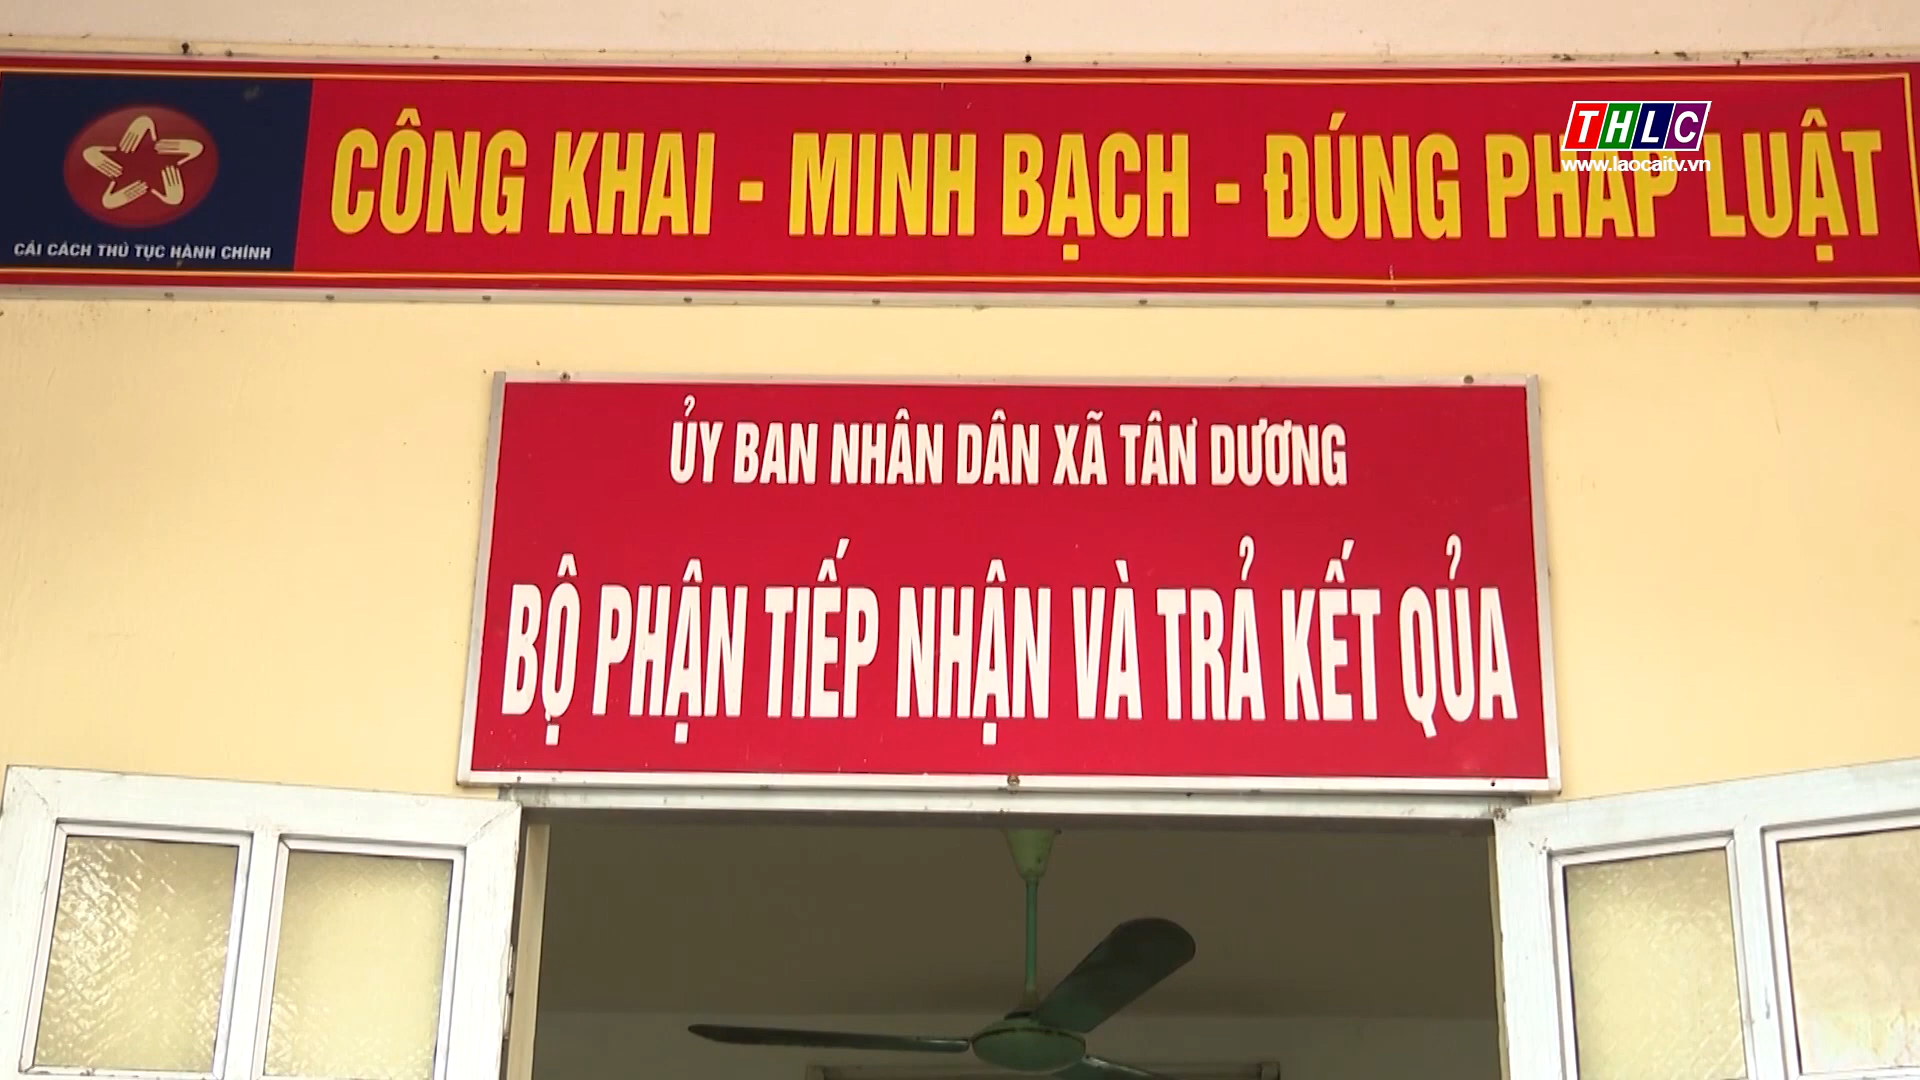 THLC
www.laocaitv.vn
CÔNG KHAI - MINH BẠCH - ĐÚNG PHÁP LUẬT
CẢI CÁCH THỦ TỤC HÀNH CHÍNH
ỦY BAN NHÂN DÂN XÃ TÂN DƯƠNG
BỘ PHẬN TIẾP NHẬN VÀ TRẢ KẾT QỦA